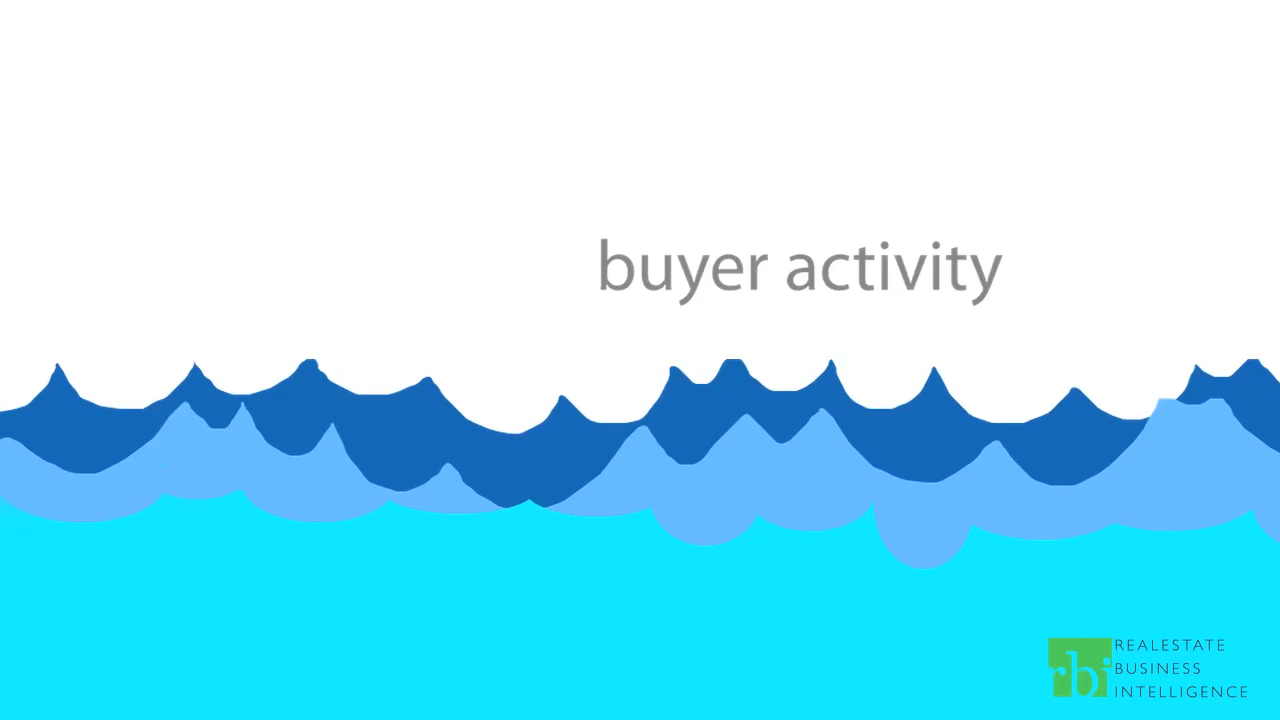 buyer activity
rbi
REALESTATE
BUSINESS
INTELLIGENCE